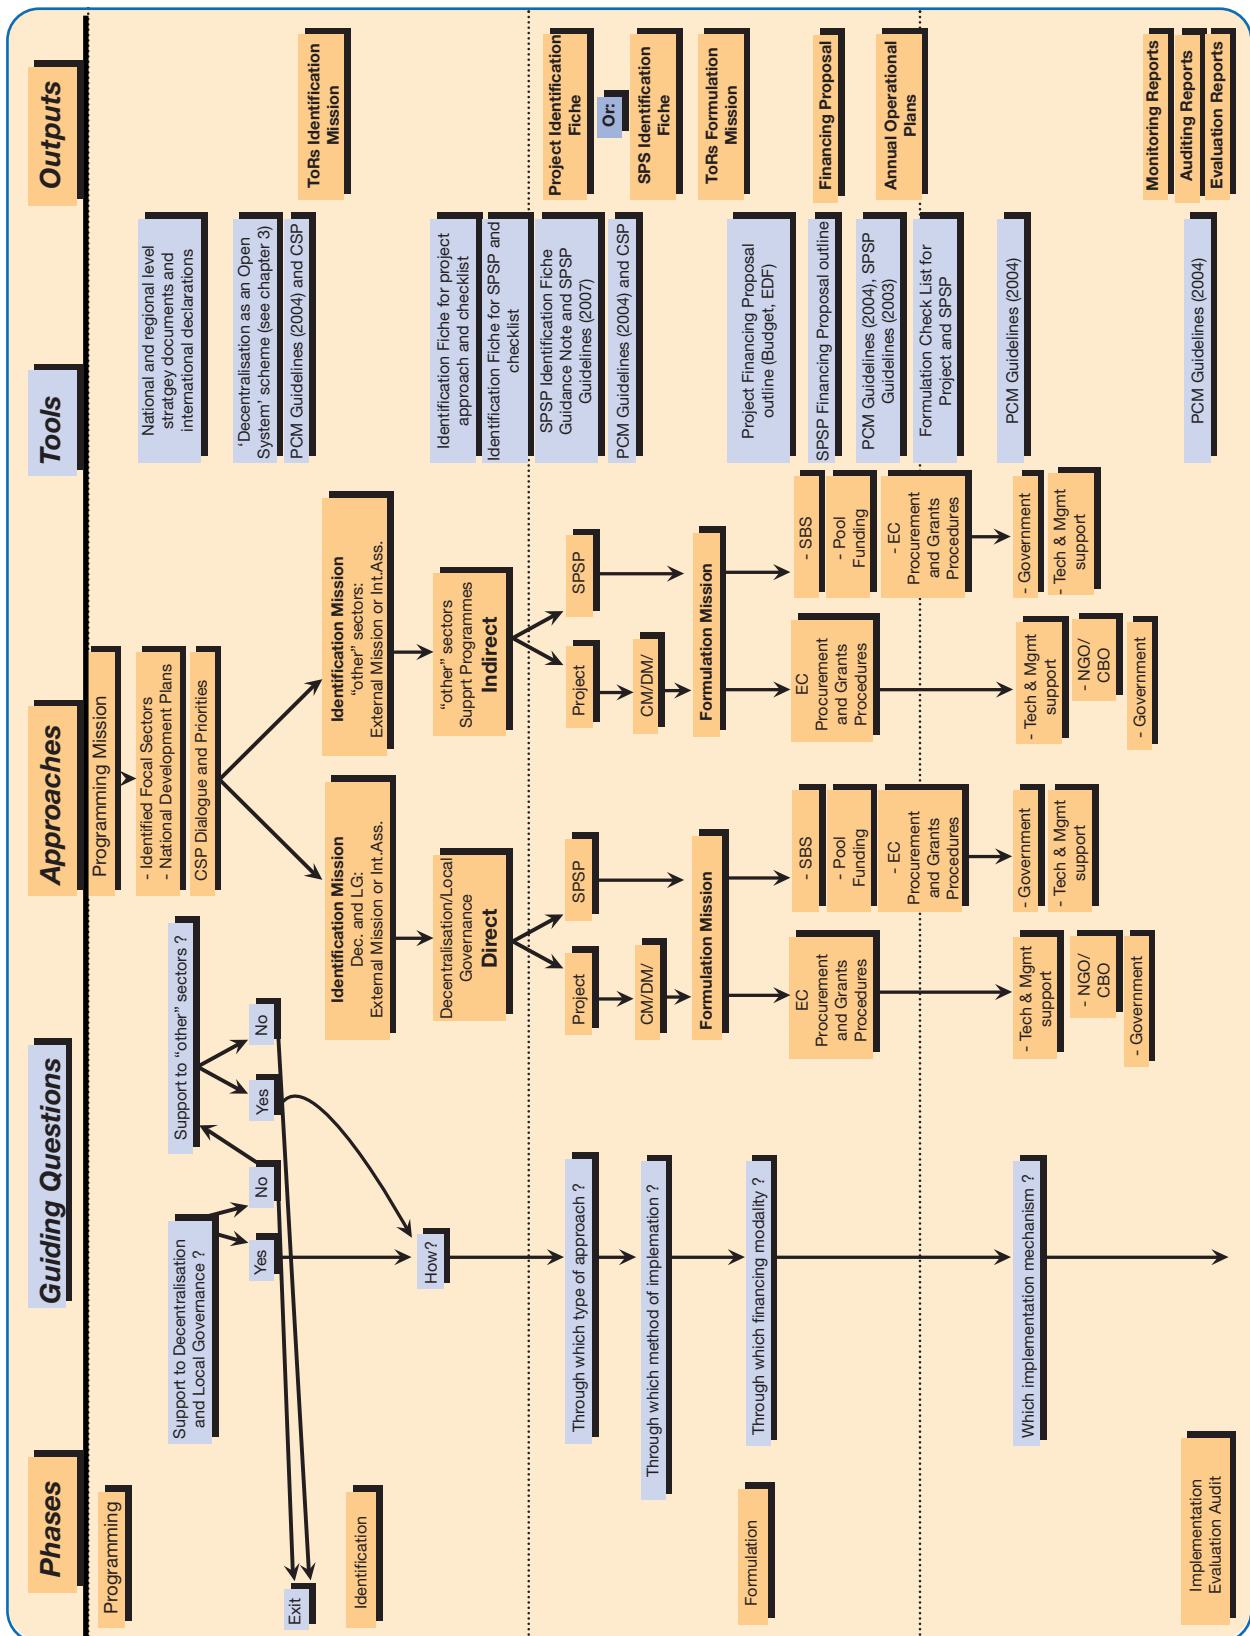 Phases
Guiding Questions
Approaches
Tools
Outputs
Programming
Exit
Identification
Formulation
Implementation
Evaluation Audit
Support to Decentralisation
and Local Governance ?
Yes
No
Support to "other" sectors ?
Yes
No
How?
Through which type of approach ?
Through which method of implemation ?
Through which financing modality ?
Which implementation mechanism ?
Programming Mission
- Identified Focal Sectors
- National Development Plans
CSP Dialogue and Priorities
Identification Mission
Dec. and LG:
External Mission or Int.Ass.
Identification Mission
"other" sectors:
External Mission or Int.Ass.
Decentralisation/Local
Governance
Direct
"other" sectors
Supprt Programmes
Indirect
Project
SPSP
Project
SPSP
CM/DM/
CM/DM/
Formulation Mission
Formulation Mission
EC
Procurement
and Grants
Procedures
- SBS
- Pool
Funding
- EC
Procurement
and Grants
Procedures
EC
Procurement
and Grants
Procedures
- SBS
- Pool
Funding
- EC
Procurement
and Grants
Procedures
- Tech & Mgmt
support
- NGO/
CBO
- Government
- Government
- Tech & Mgmt
support
- Tech & Mgmt
support
- NGO/
CBO
- Government
- Government
- Tech & Mgmt
support
National and regional level
stratgey documents and
international declarations
'Decentralisation as an Open
System' scheme (see chapter 3)
PCM Guidelines (2004) and CSP
Identification Fiche for project
approach and checklist
Identification Fiche for SPSP and
checklist
SPSP Identification Fiche
Guidance Note and SPSP
Guidelines (2007)
PCM Guidelines (2004) and CSP
Project Financing Proposal
outline (Budget, EDF)
SPSP Financing Proposal outline
PCM Guidelines (2004), SPSP
Guidelines (2003)
Formulation Check List for
Project and SPSP
PCM Guidelines (2004)
PCM Guidelines (2004)
ToRs Identification
Mission
Project Identification
Fiche
Or:
SPS Identification
Fiche
ToRs Formulation
Mission
Financing Proposal
Annual Operational
Plans
Monitoring Reports
Auditing Reports
Evaluation Reports